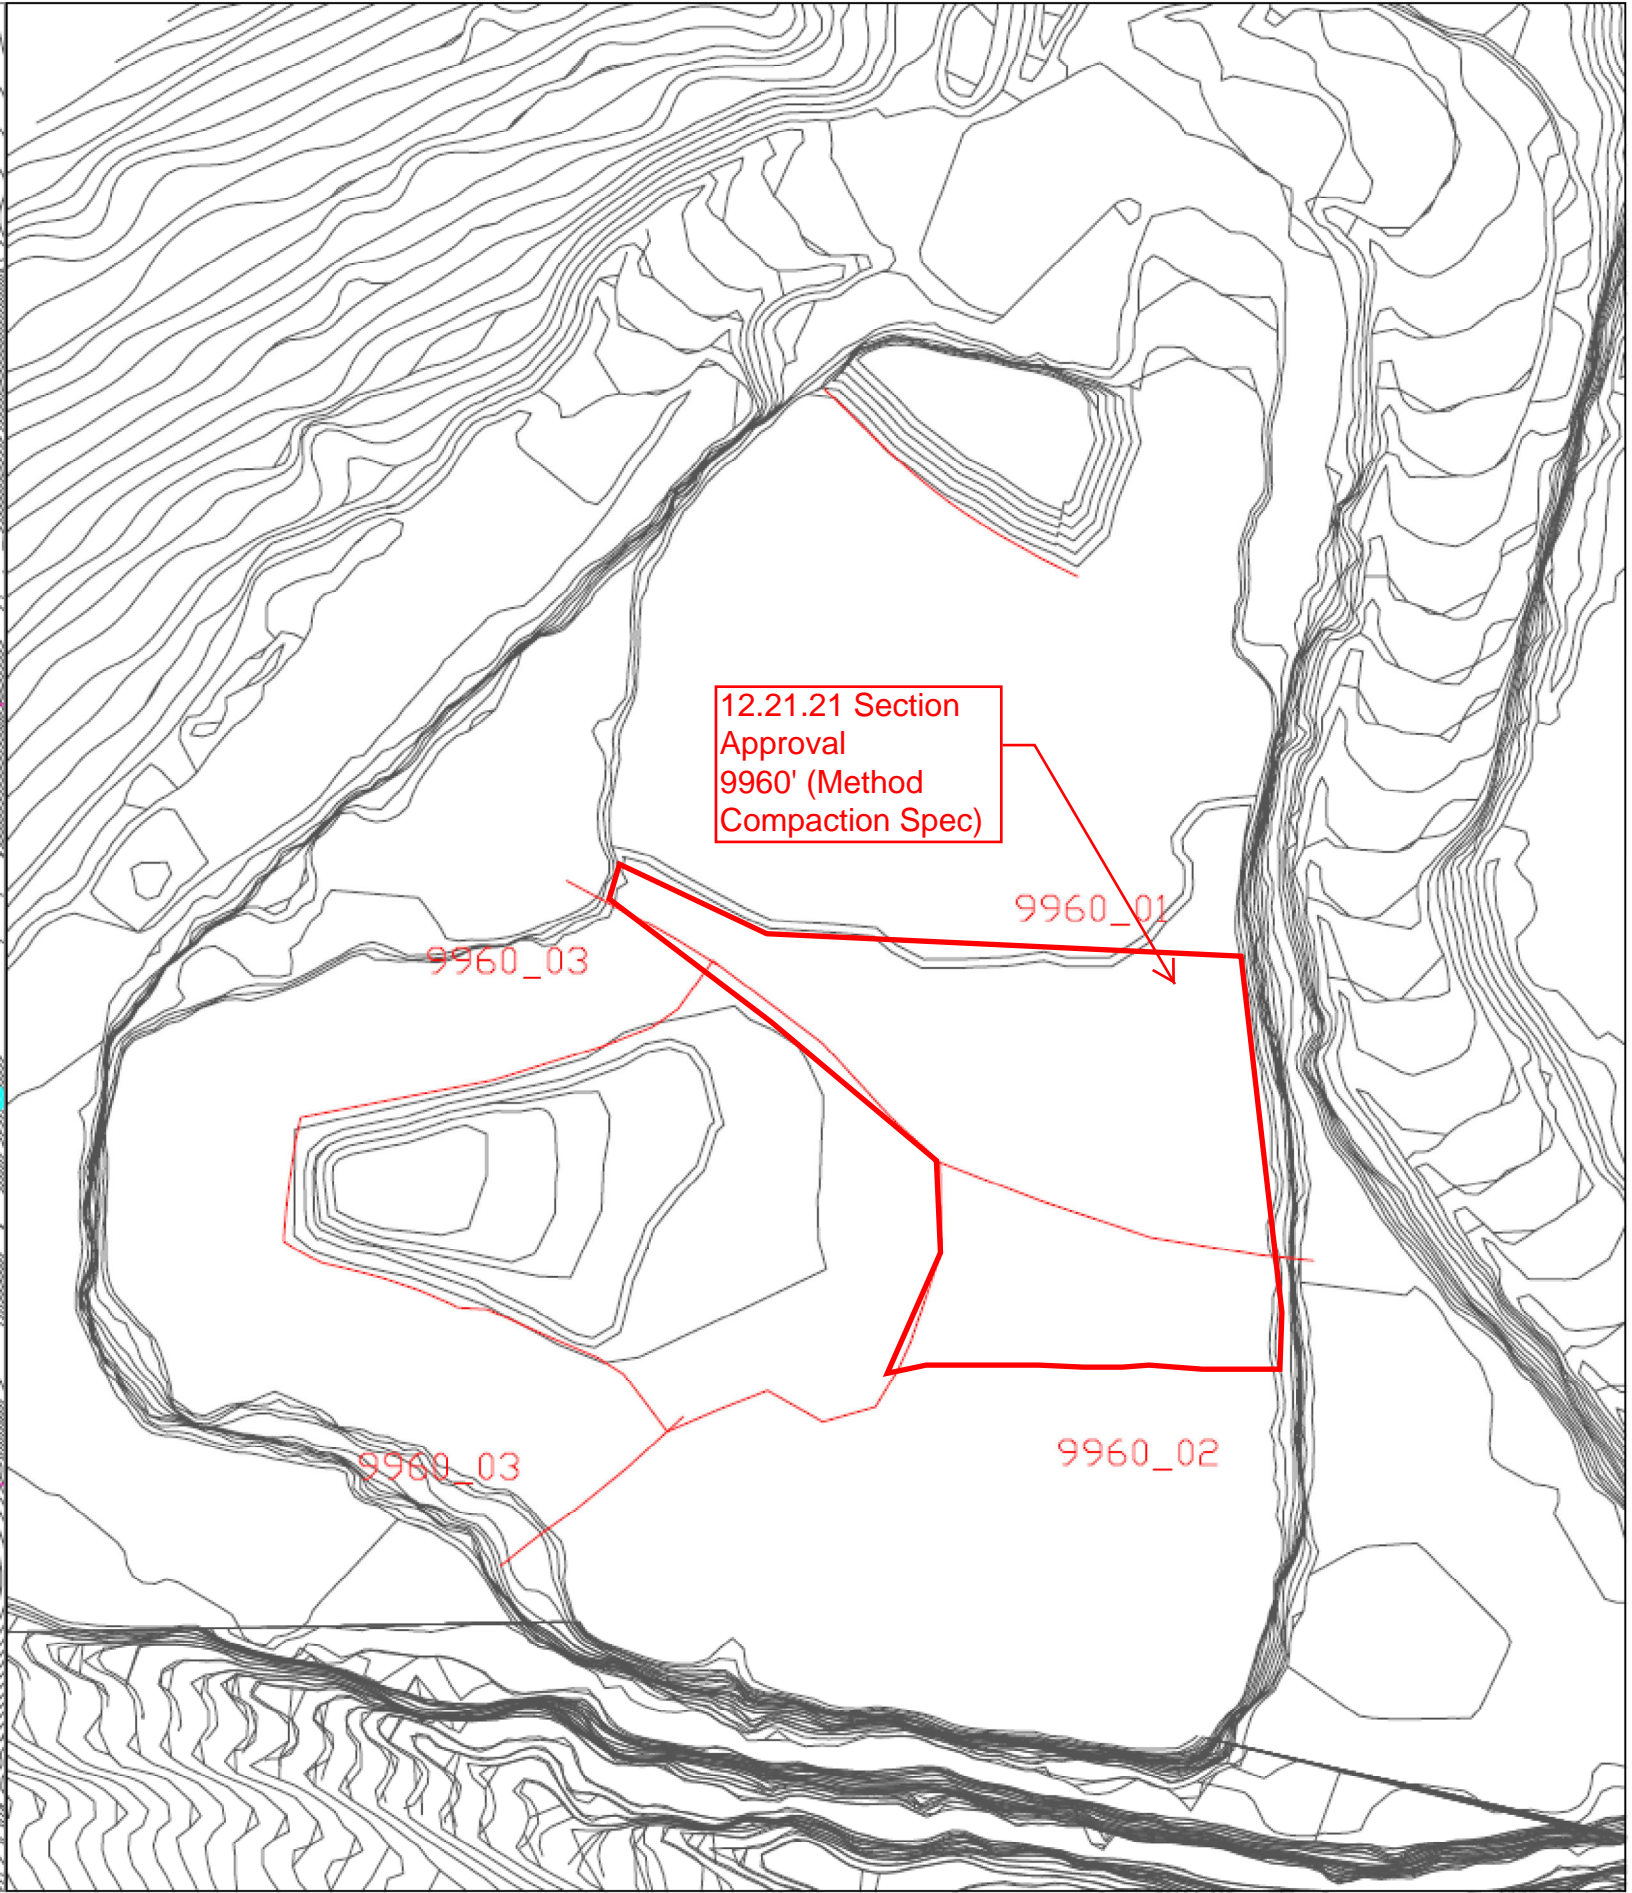 12.21.21 Section
Approval
9960' (Method
Compaction Spec)
9960_01
9960_03
9960_03
9960_02